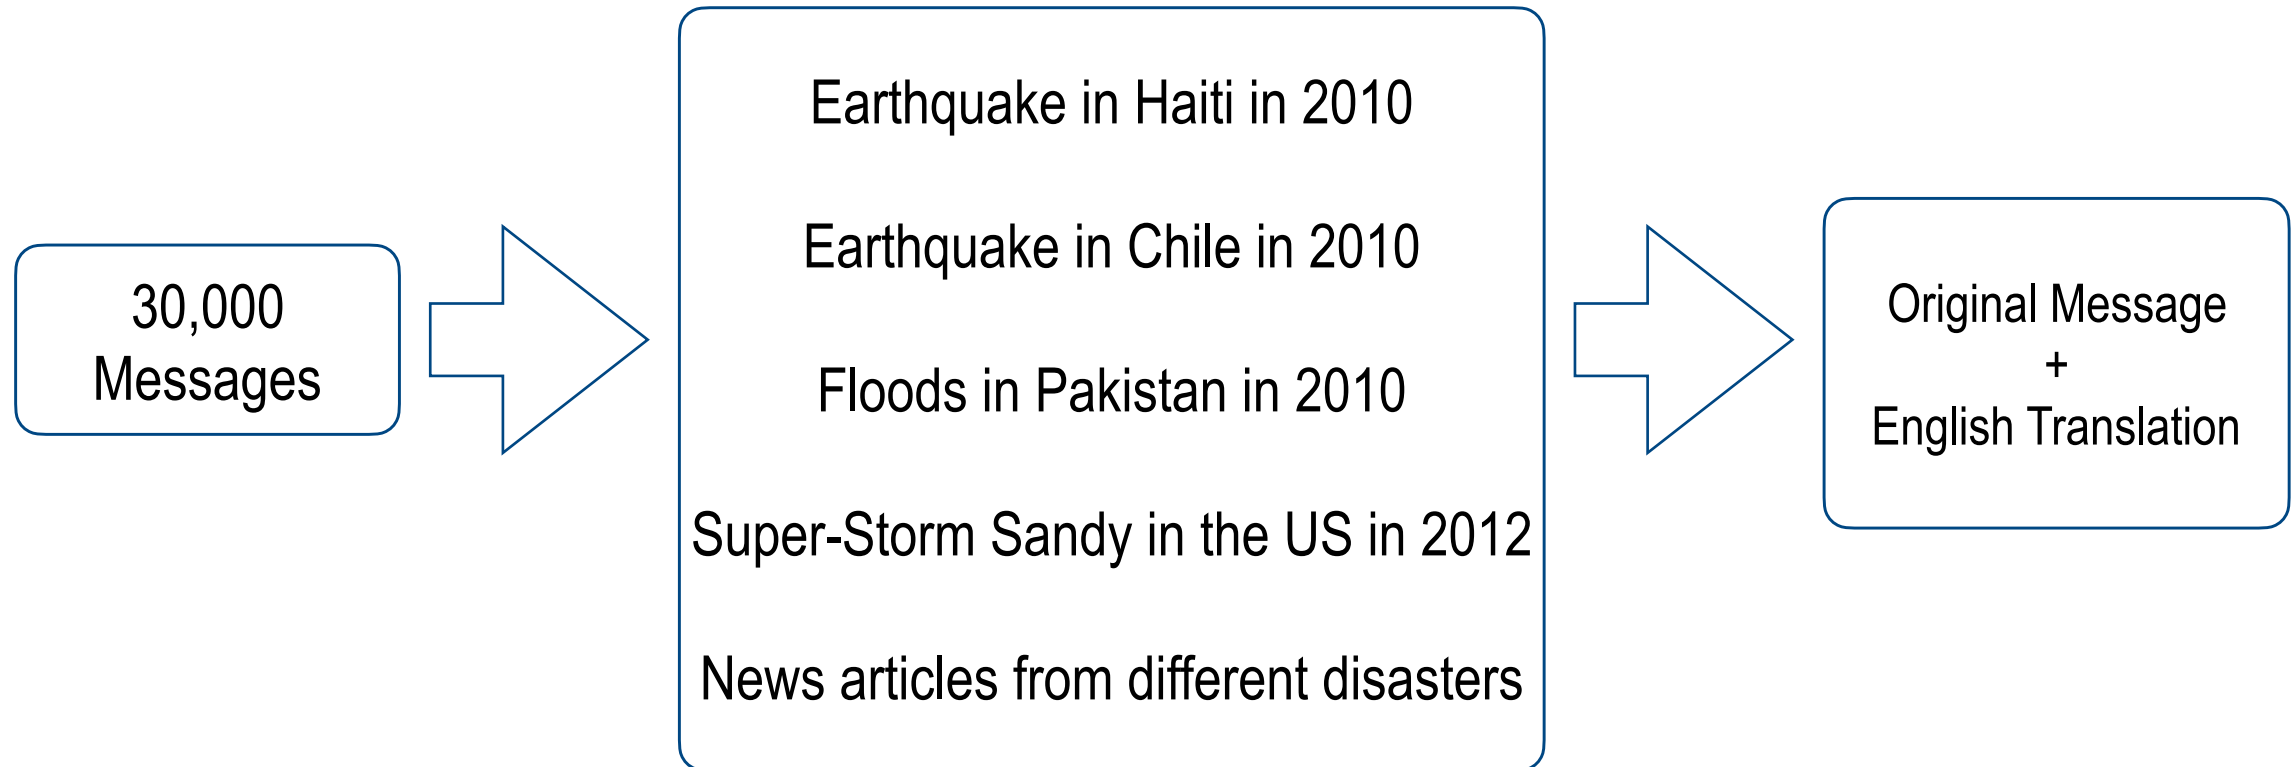 30,000
Messages
Earthquake in Haiti in 2010
Earthquake in Chile in 2010
Floods in Pakistan in 2010
Super-Storm Sandy in the US in 2012
News articles from different disasters
Original Message
+
English Translation